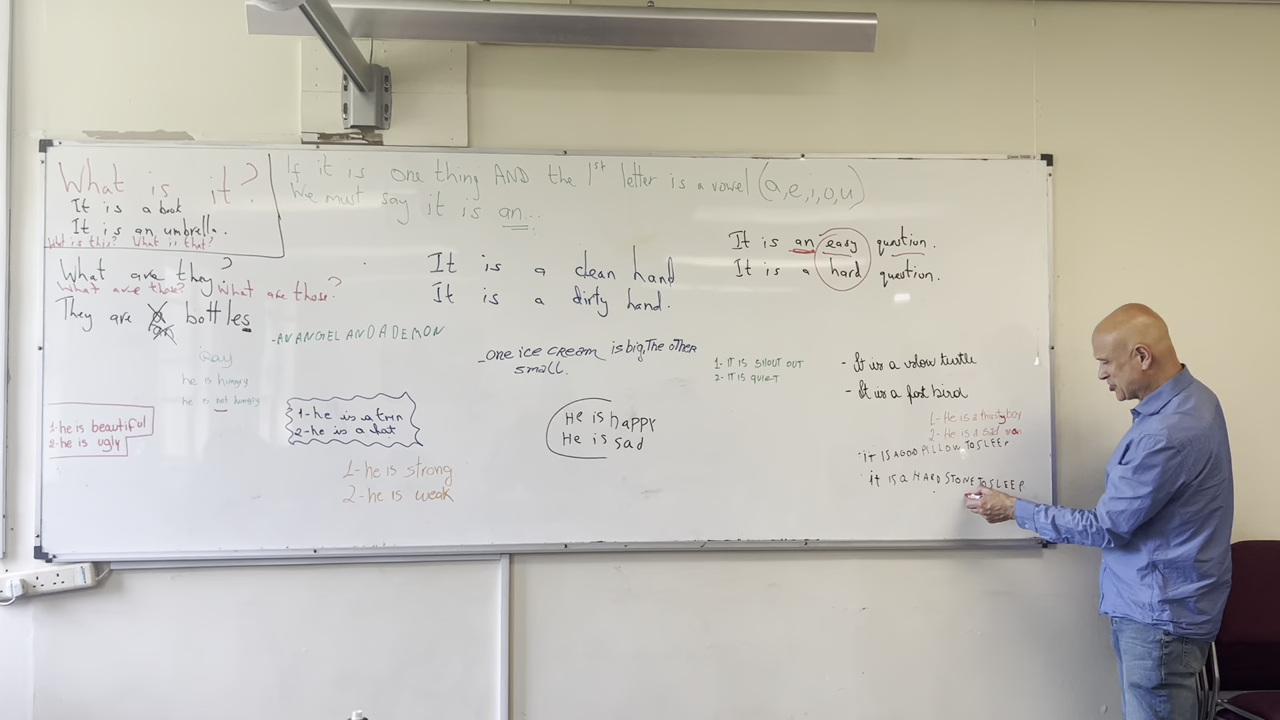 What is it?
It is a book
It is an umbrella.
What is this? What is that?
If it is one thing AND the 1st letter is a vowel (a,e,i,o,u)
We must say it is an...
What are they?
What are these? What are those?
They are a bottles
an
It is a clean hand
It is a dirty hand.
It is an easy question.
It is a hard question.
-AN ANGEL AND A DEMON
-ONE ICE CREAM is big, THE OTHER
small.
he is hungry
he is not hungly
1-he is beautiful
2-he is ugly
1-he is a trin
2-he is a fat
1-he is strong
2-he is weak
HE is happy
HE is sad
1- IT IS SHOUT OUT
2- IT IS QUIET
- It is a slow turtle
- It is a fast bird
1- He is a thirsty boy
2- He is a sad man
IT IS A GOOD PILLOW TO SLEEP
IT IS A HARD STONE TO SLEEP